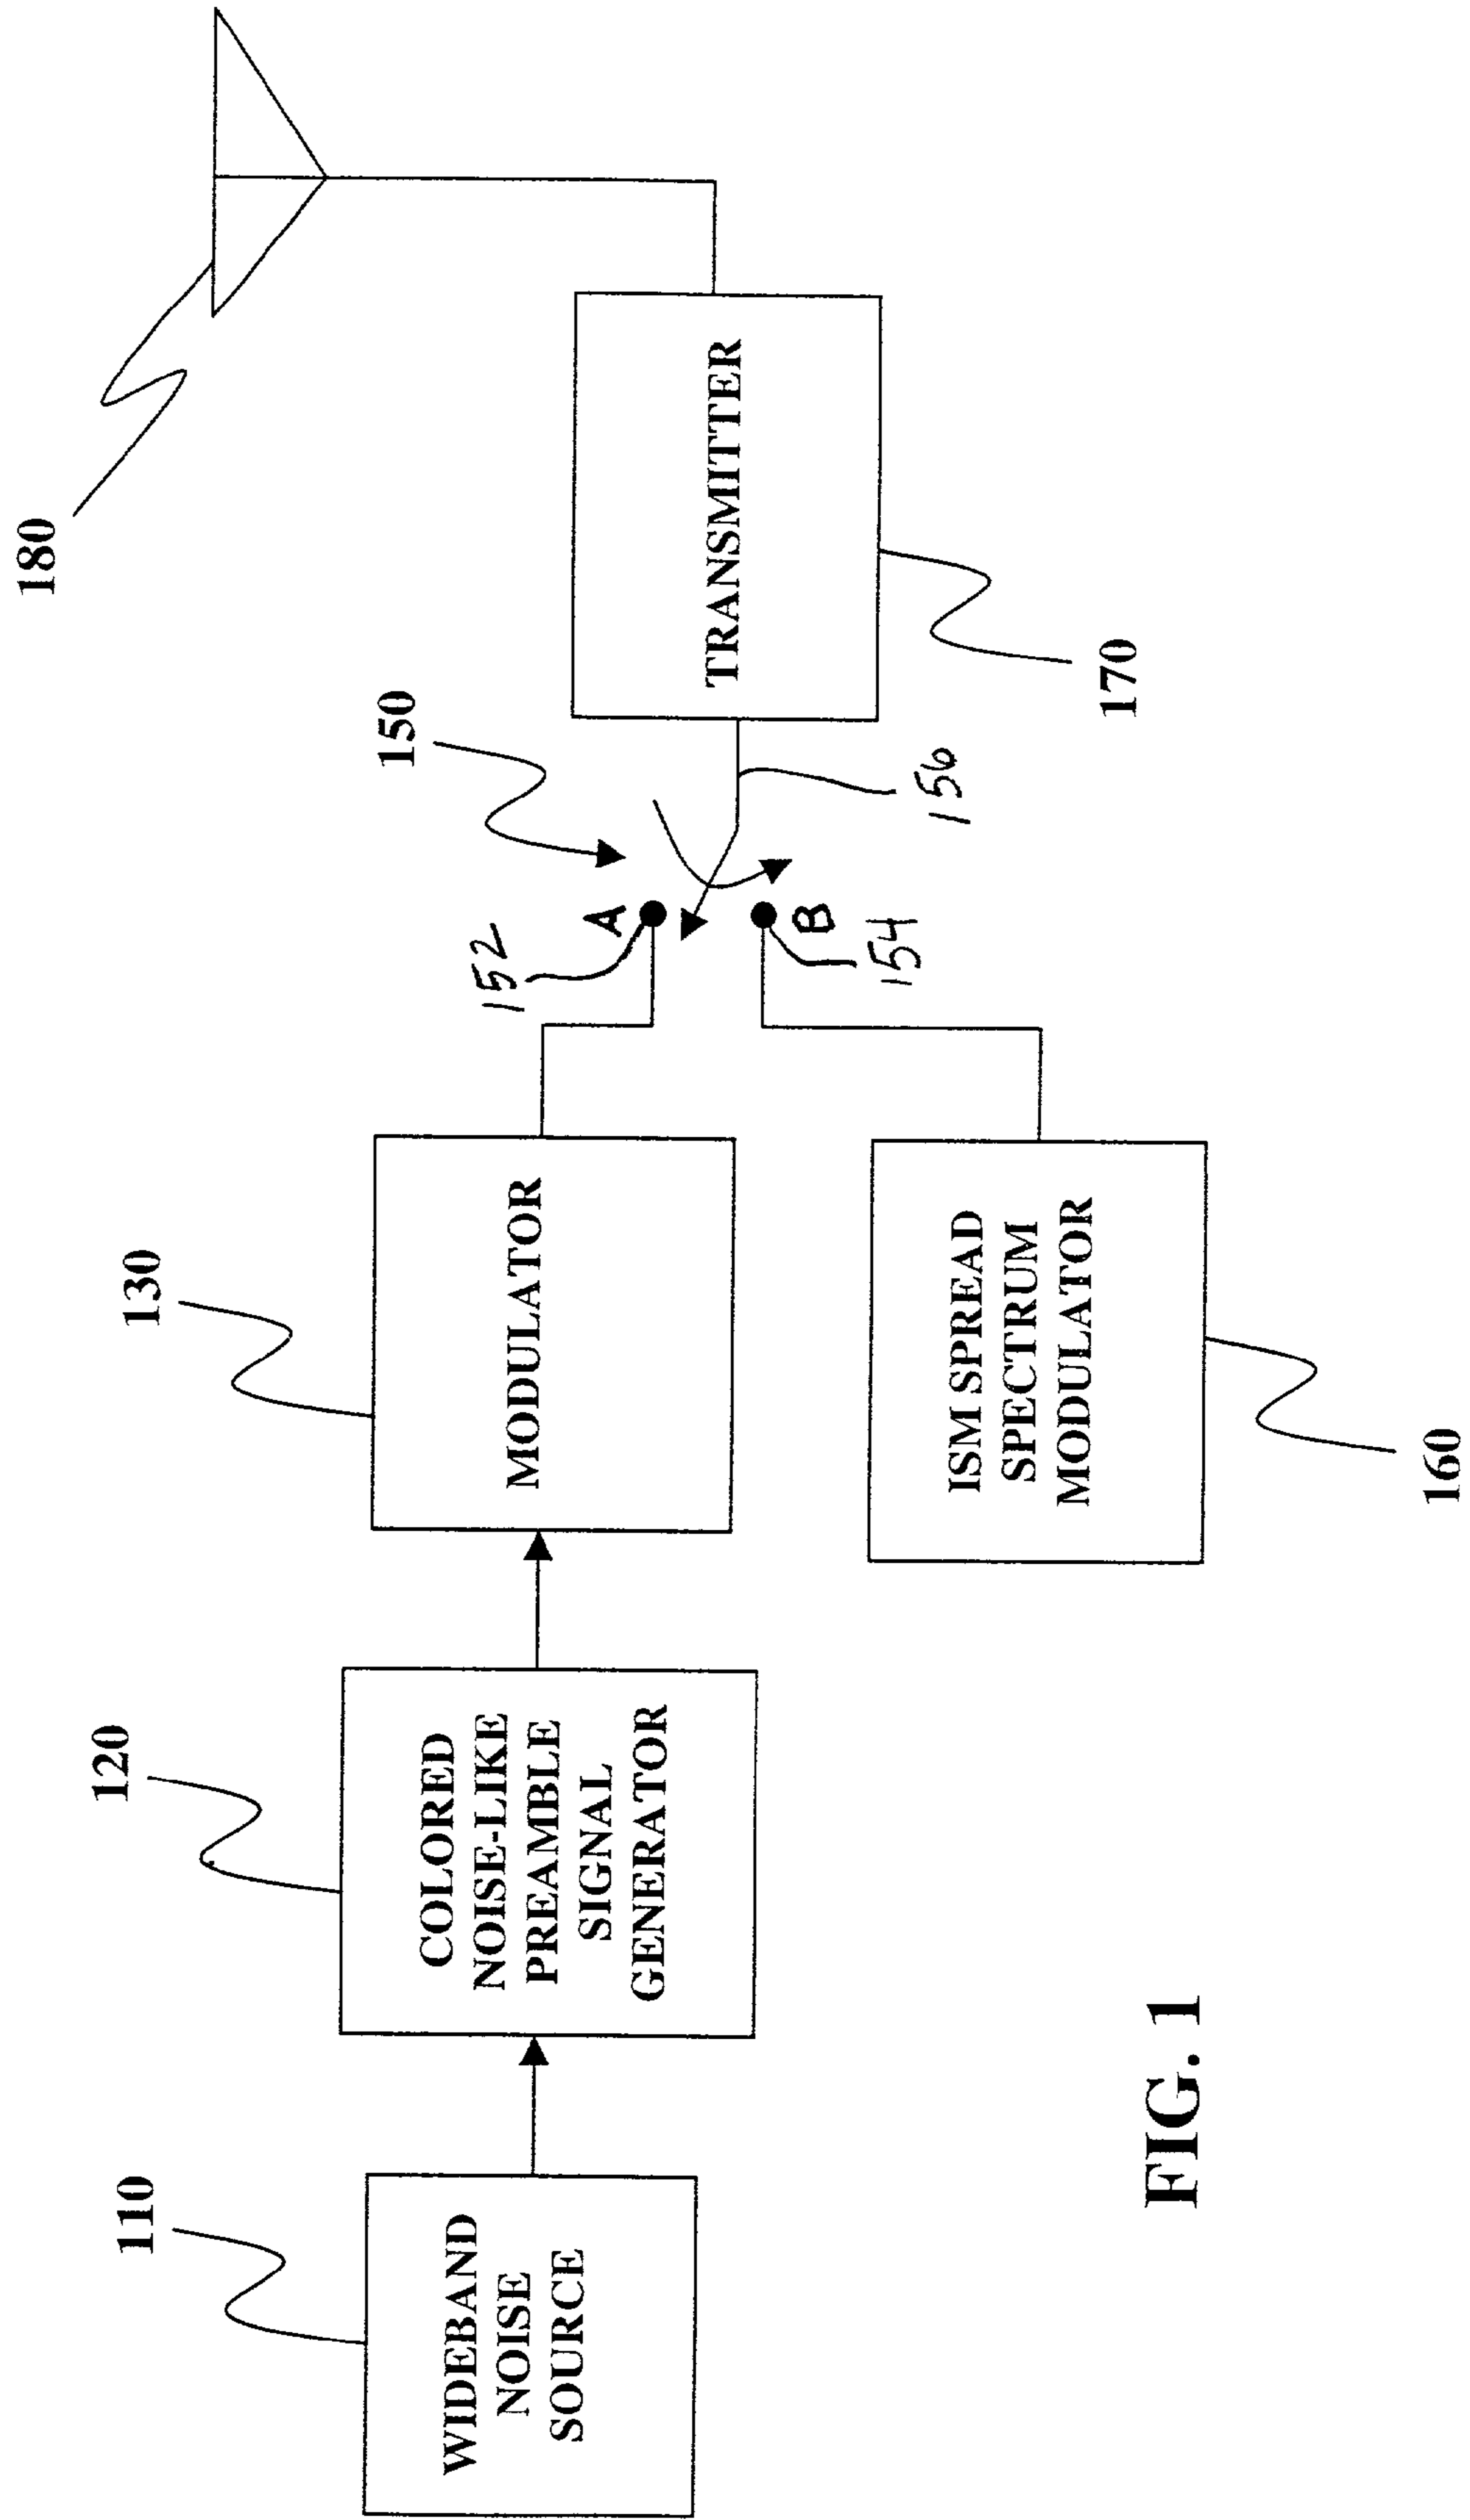 110
WIDEBAND
NOISE
SOURCE
120
COLORED
NOISE-LIKE
PREAMBLE
SIGNAL
GENERATOR
130
MODULATOR
ISM SPREAD
SPECTRUM
MODULATOR
160
152
A
B
154
150
156
TRANSMITTER
170
180
FIG. 1